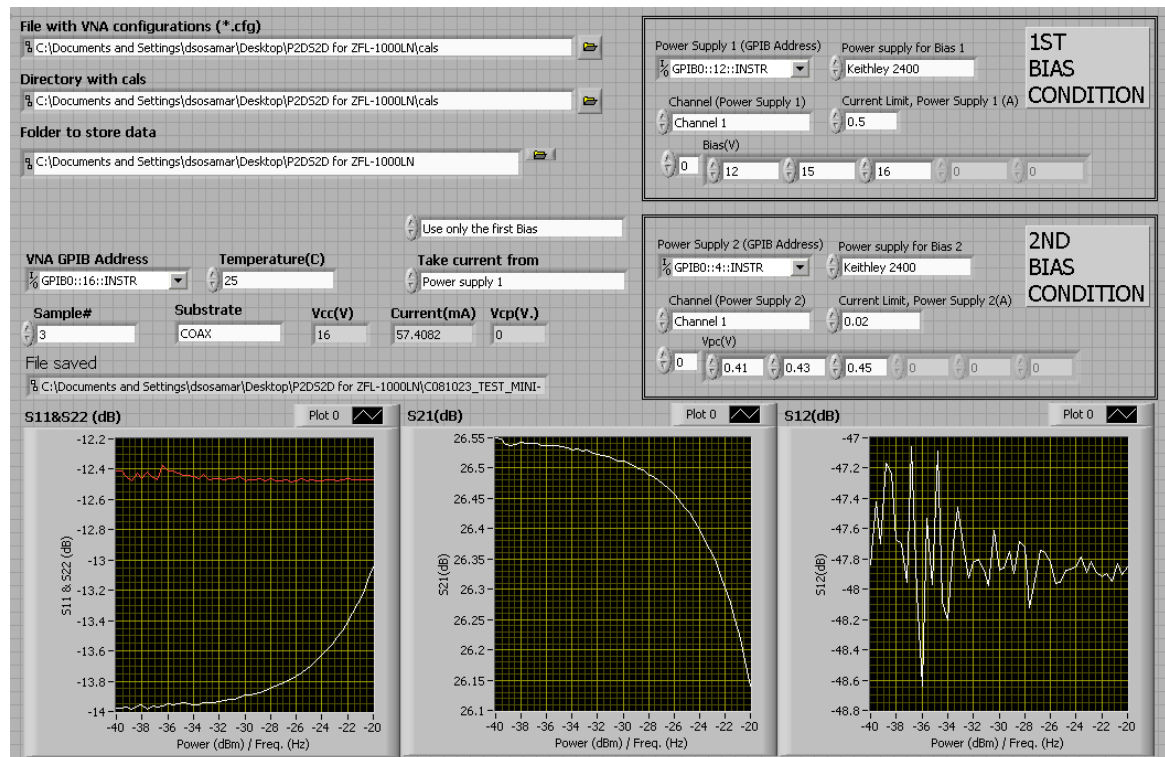 File with VNA configurations (*.cfg)
C:\Documents and Settings\dsosamar\Desktop\P2DS2D for ZFL-1000LN\cals
Directory with cals
C:\Documents and Settings\dsosamar\Desktop\P2DS2D for ZFL-1000LN\cals
Folder to store data
C:\Documents and Settings\dsosamar\Desktop\P2DS2D for ZFL-1000LN
Use only the first Bias
VNA GPIB Address Temperature(C) Take current from
GPIB0::16::INSTR 25 Power supply 1
Sample# Substrate Vcc(V) Current(mA) Vcp(V.)
3 COAX 16 57.4082 0
File saved
C:\Documents and Settings\dsosamar\Desktop\P2DS2D for ZFL-1000LN\C081023_TEST_MINI-
Power Supply 1 (GPIB Address) Power supply for Bias 1
GPIB0::12::INSTR Keithley 2400
Channel (Power Supply 1) Current Limit, Power Supply 1 (A)
Channel 1 0.5
Bias(V)
0 12 15 16 0 0
1ST
BIAS
CONDITION
Power Supply 2 (GPIB Address) Power supply for Bias 2
GPIB0::4::INSTR Keithley 2400
Channel (Power Supply 2) Current Limit, Power Supply 2(A)
Channel 1 0.02
Vpc(V)
0 0.41 0.43 0.45 0 0 0
2ND
BIAS
CONDITION
S11&S22 (dB) Plot 0
-12.2
-12.4
-12.6
-12.8
-13
-13.2
-13.4
-13.6
-13.8
-14
S11 & S22 (dB)
-40 -38 -36 -34 -32 -30 -28 -26 -24 -22 -20
Power (dBm) / Freq. (Hz)
S21(dB) Plot 0
26.55
26.5
26.45
26.4
26.35
26.3
26.25
26.2
26.15
26.1
S21(dB)
-40 -38 -36 -34 -32 -30 -28 -26 -24 -22 -20
Power (dBm) / Freq. (Hz)
S12(dB) Plot 0
-47
-47.2
-47.4
-47.6
-47.8
-48
-48.2
-48.4
-48.6
-48.8
S12(dB)
-40 -38 -36 -34 -32 -30 -28 -26 -24 -22 -20
Power (dBm) / Freq. (Hz)